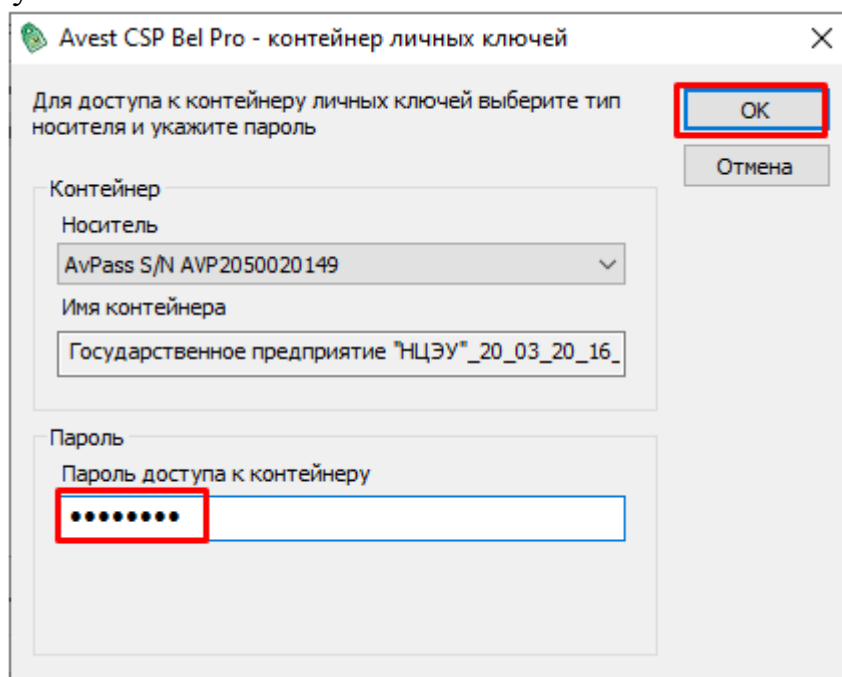 Avest CSP Bel Pro - контейнер личных ключей
Для доступа к контейнеру личных ключей выберите тип
носителя и укажите пароль
OK
Отмена
Контейнер
Носитель
AvPass S/N AVP2050020149
Имя контейнера
Государственное предприятие "НЦЭУ"_20_03_20_16_
Пароль
Пароль доступа к контейнеру
••••••••